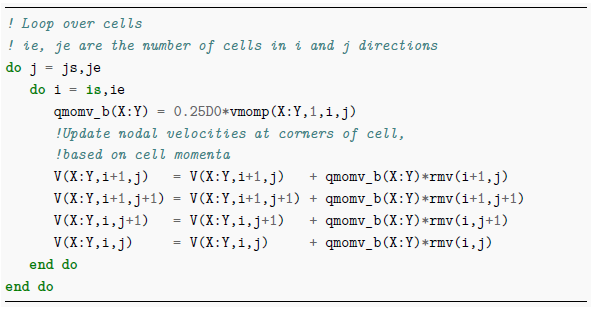 ! Loop over cells
! ie, je are the number of cells in i and j directions
do j = js,je
   do i = is,ie
      qmomv_b(X:Y) = 0.25D0*vmomp(X:Y,1,i,j)
      !Update nodal velocities at corners of cell,
      !based on cell momenta
      V(X:Y,i+1,j)   = V(X:Y,i+1,j)   + qmomv_b(X:Y)*rmv(i+1,j)
      V(X:Y,i+1,j+1) = V(X:Y,i+1,j+1) + qmomv_b(X:Y)*rmv(i+1,j+1)
      V(X:Y,i,j+1)   = V(X:Y,i,j+1)   + qmomv_b(X:Y)*rmv(i,j+1)
      V(X:Y,i,j)     = V(X:Y,i,j)     + qmomv_b(X:Y)*rmv(i,j)
   end do
end do